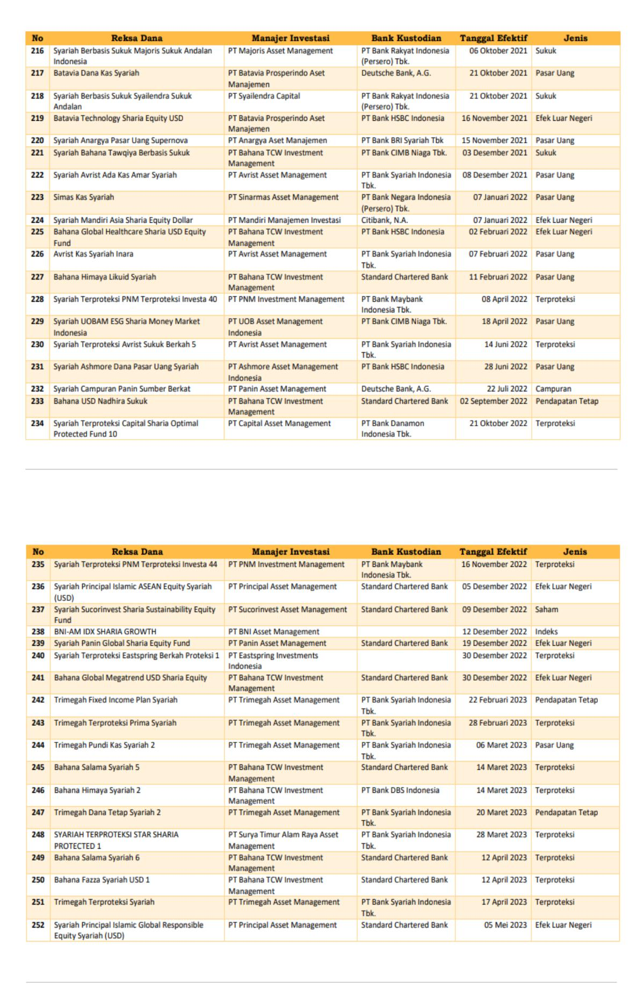 No Reksa Dana Manajer Investasi Bank Kustodian Tanggal Efektif Jenis
216 Syariah Berbasis Sukuk Majoris Sukuk Andalan PT Majoris Asset Management PT Bank Rakyat Indonesia 06 Oktober 2021 Sukuk
Indonesia (Persero) Tbk.
217 Batavia Dana Kas Syariah PT Batavia Prosperindo Aset Deutsche Bank, A.G. 21 Oktober 2021 Pasar Uang
Manajemen
218 Syariah Berbasis Sukuk Syailendra Sukuk PT Syailendra Capital PT Bank Rakyat Indonesia 21 Oktober 2021 Sukuk
Andalan (Persero) Tbk.
219 Batavia Technology Sharia Equity USD PT Batavia Prosperindo Aset PT Bank HSBC Indonesia 16 November 2021 Efek Luar Negeri
Manajemen
220 Syariah Anargya Pasar Uang Supernova PT Anargya Aset Manajemen PT Bank BRI Syariah Tbk 15 November 2021 Pasar Uang
221 Syariah Bahana Tawqiya Berbasis Sukuk PT Bahana TCW Investment PT Bank CIMB Niaga Tbk. 03 Desember 2021 Sukuk
Management
222 Syariah Avrist Ada Kas Amar Syariah PT Avrist Asset Management PT Bank Syariah Indonesia 08 Desember 2021 Pasar Uang
Tbk.
223 Simas Kas Syariah PT Sinarmas Asset Management PT Bank Negara Indonesia 07 Januari 2022 Pasar Uang
(Persero) Tbk.
224 Syariah Mandiri Asia Sharia Equity Dollar PT Mandiri Manajemen Investasi Citibank, N.A. 07 Januari 2022 Efek Luar Negeri
225 Bahana Global Healthcare Sharia USD Equity PT Bahana TCW Investment PT Bank HSBC Indonesia 02 Februari 2022 Efek Luar Negeri
Fund Management
226 Avrist Kas Syariah Inara PT Avrist Asset Management PT Bank Syariah Indonesia 07 Februari 2022 Pasar Uang
Tbk.
227 Bahana Himaya Likuid Syariah PT Bahana TCW Investment Standard Chartered Bank 11 Februari 2022 Pasar Uang
Management
228 Syariah Terproteksi PNM Terproteksi Investa 40 PT PNM Investment Management PT Bank Maybank 08 April 2022 Terproteksi
Indonesia Tbk.
229 Syariah UOBAM ESG Sharia Money Market PT UOB Asset Management PT Bank CIMB Niaga Tbk. 18 April 2022 Pasar Uang
Indonesia Indonesia
230 Syariah Terproteksi Avrist Sukuk Berkah 5 PT Avrist Asset Management PT Bank Syariah Indonesia 14 Juni 2022 Terproteksi
Tbk.
231 Syariah Ashmore Dana Pasar Uang Syariah PT Ashmore Asset Management PT Bank HSBC Indonesia 28 Juni 2022 Pasar Uang
Indonesia
232 Syariah Campuran Panin Sumber Berkat PT Panin Asset Management Deutsche Bank, A.G. 22 Juli 2022 Campuran
233 Bahana USD Nadhira Sukuk PT Bahana TCW Investment Standard Chartered Bank 02 September 2022 Pendapatan Tetap
Management
234 Syariah Terproteksi Capital Sharia Optimal PT Capital Asset Management PT Bank Danamon 21 Oktober 2022 Terproteksi
Protected Fund 10 Indonesia Tbk.
No Reksa Dana Manajer Investasi Bank Kustodian Tanggal Efektif Jenis
235 Syariah Terproteksi PNM Terproteksi Investa 44 PT PNM Investment Management PT Bank Maybank 16 November 2022 Terproteksi
Indonesia Tbk.
236 Syariah Principal Islamic ASEAN Equity Syariah PT Principal Asset Management Standard Chartered Bank 05 Desember 2022 Efek Luar Negeri
(USD)
237 Syariah Sucorinvest Sharia Sustainability Equity PT Sucorinvest Asset Management Standard Chartered Bank 09 Desember 2022 Saham
Fund
238 BNI-AM IDX SHARIA GROWTH PT BNI Asset Management 12 Desember 2022 Indeks
239 Syariah Panin Global Sharia Equity Fund PT Panin Asset Management Standard Chartered Bank 19 Desember 2022 Efek Luar Negeri
240 Syariah Terproteksi Eastspring Berkah Proteksi 1 PT Eastspring Investments 30 Desember 2022 Terproteksi
Indonesia
241 Bahana Global Megatrend USD Sharia Equity PT Bahana TCW Investment Standard Chartered Bank 30 Desember 2022 Efek Luar Negeri
Management
242 Trimegah Fixed Income Plan Syariah PT Trimegah Asset Management PT Bank Syariah Indonesia 22 Februari 2023 Pendapatan Tetap
Tbk.
243 Trimegah Terproteksi Prima Syariah PT Trimegah Asset Management PT Bank Syariah Indonesia 28 Februari 2023 Terproteksi
Tbk.
244 Trimegah Pundi Kas Syariah 2 PT Trimegah Asset Management PT Bank Syariah Indonesia 06 Maret 2023 Pasar Uang
Tbk.
245 Bahana Salama Syariah 5 PT Bahana TCW Investment Standard Chartered Bank 14 Maret 2023 Terproteksi
Management
246 Bahana Himaya Syariah 2 PT Bahana TCW Investment PT Bank DBS Indonesia 14 Maret 2023 Terproteksi
Management
247 Trimegah Dana Tetap Syariah 2 PT Trimegah Asset Management PT Bank Syariah Indonesia 20 Maret 2023 Pendapatan Tetap
Tbk.
248 SYARIAH TERPROTEKSI STAR SHARIA PT Surya Timur Alam Raya Asset PT Bank Syariah Indonesia 28 Maret 2023 Terproteksi
PROTECTED 1 Management Tbk.
249 Bahana Salama Syariah 6 PT Bahana TCW Investment Standard Chartered Bank 12 April 2023 Terproteksi
Management
250 Bahana Fazza Syariah USD 1 PT Bahana TCW Investment Standard Chartered Bank 12 April 2023 Terproteksi
Management
251 Trimegah Terproteksi Syariah PT Trimegah Asset Management PT Bank Syariah Indonesia 17 April 2023 Terproteksi
Tbk.
252 Syariah Principal Islamic Global Responsible PT Principal Asset Management Standard Chartered Bank 05 Mei 2023 Efek Luar Negeri
Equity Syariah (USD)